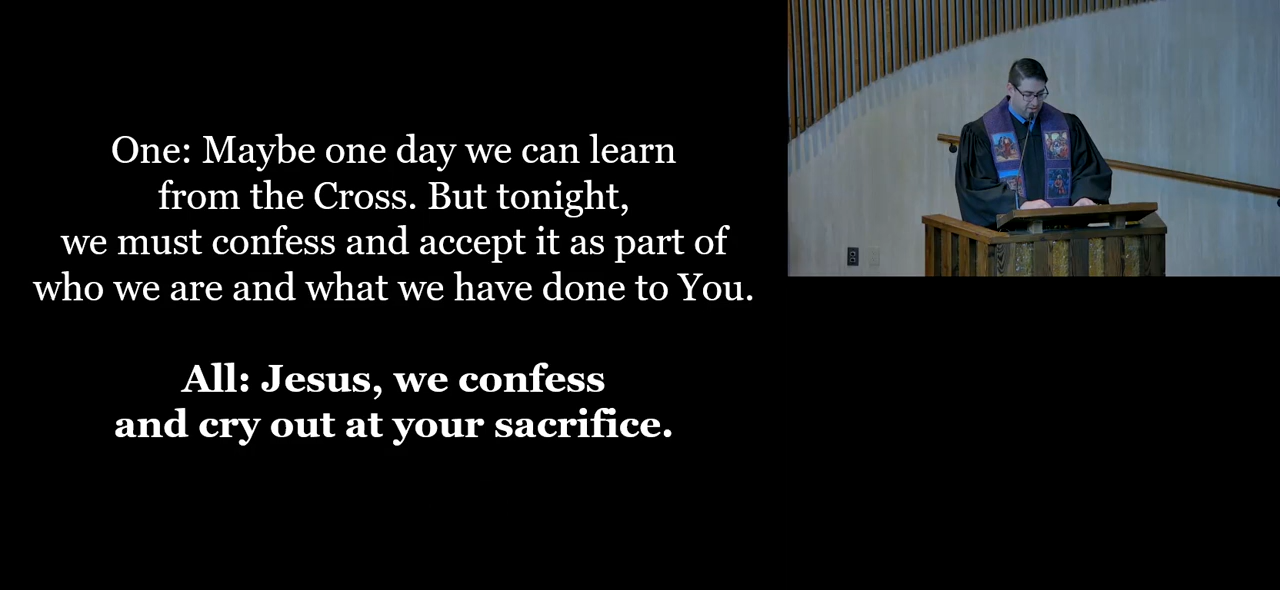 One: Maybe one day we can learn
from the Cross. But tonight,
we must confess and accept it as part of
who we are and what we have done to You.
All: Jesus, we confess
and cry out at your sacrifice.